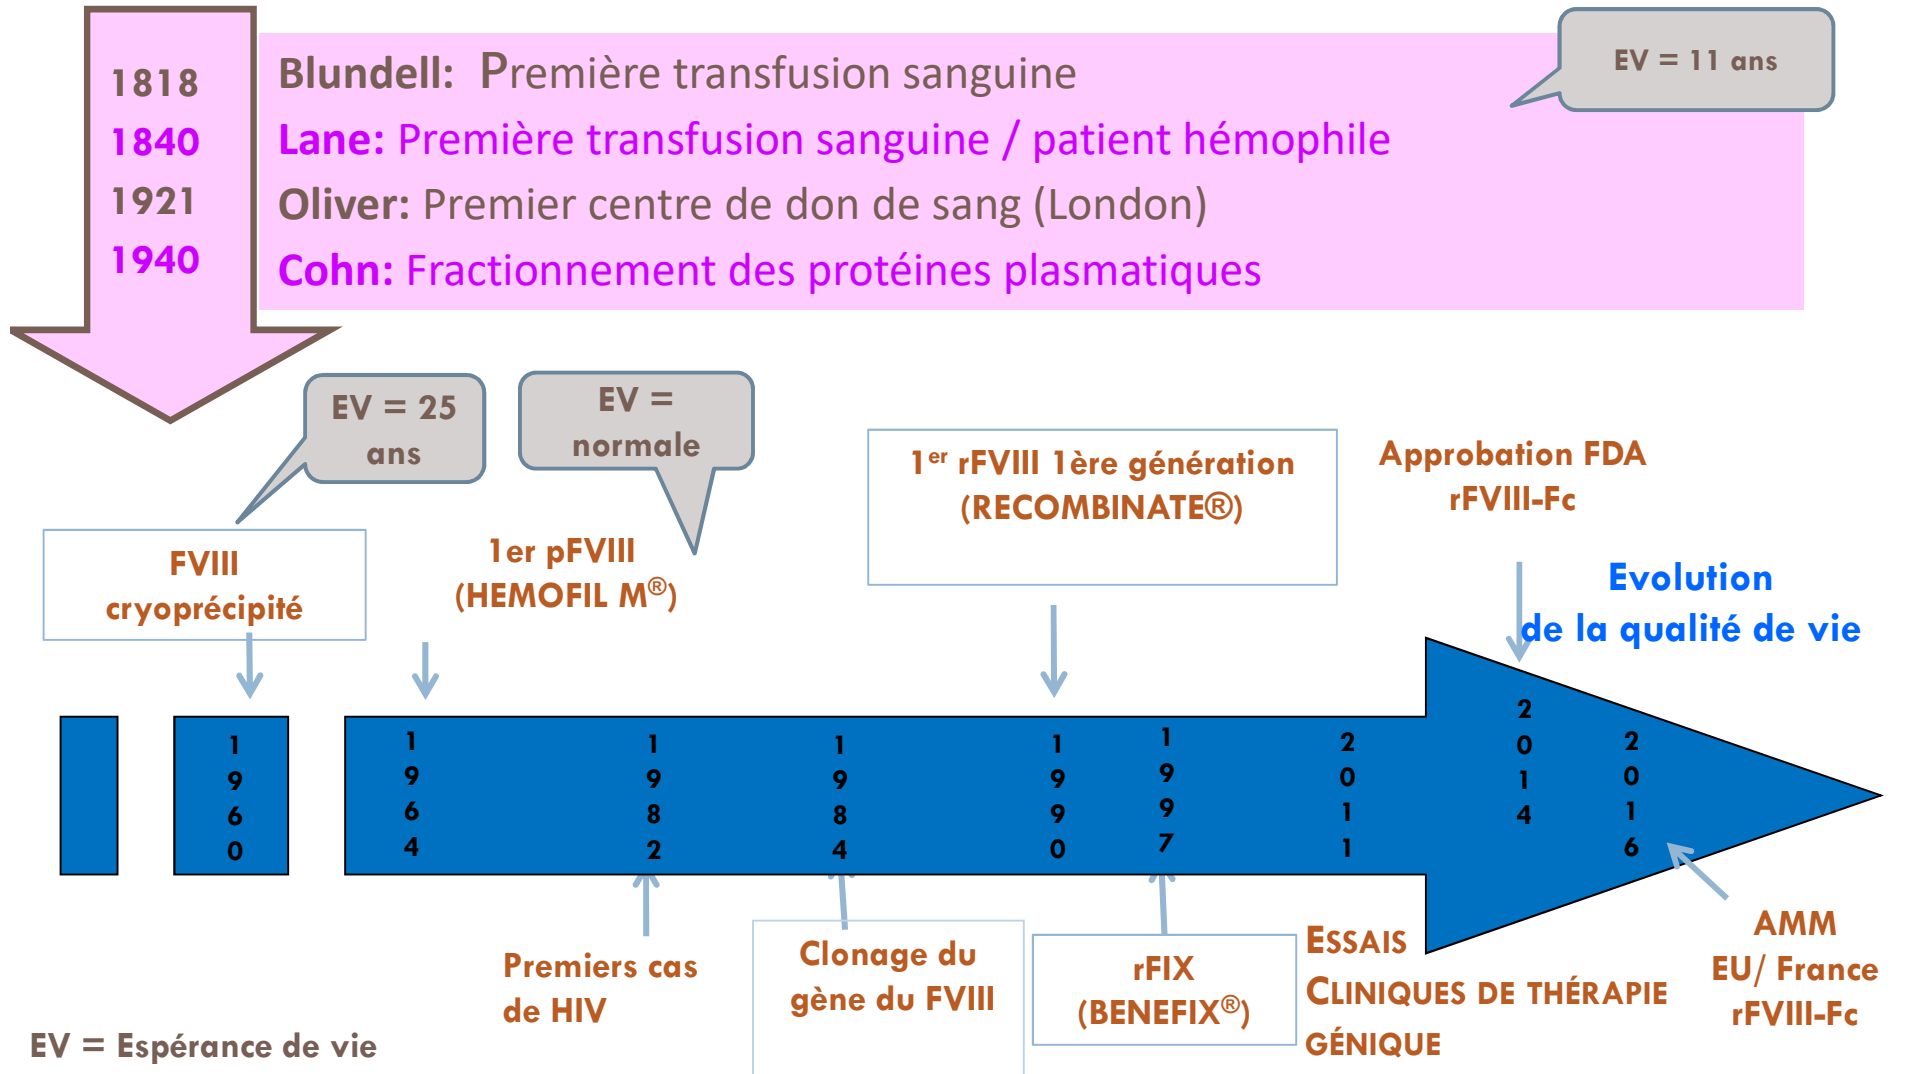 1818
1840
1921
1940
Blundell: Première transfusion sanguine
Lane: Première transfusion sanguine / patient hémophile
Oliver: Premier centre de don de sang (London)
Cohn: Fractionnement des protéines plasmatiques
EV = 11 ans
EV = 25
ans
EV =
normale
FVIII
cryoprécipité
1er pFVIII
(HEMOFIL M®)
1er rFVIII 1ère génération
(RECOMBINATE®)
Approbation FDA
rFVIII-Fc
Evolution
de la qualité de vie
1960
1964
1982
1984
1990
1997
2011
2014
2016
Premiers cas
de HIV
Clonage du
gène du FVIII
rFIX
(BENEFIX®)
ESSAIS
CLINIQUES DE THÉRAPIE
GÉNIQUE
AMM
EU/ France
rFVIII-Fc
EV = Espérance de vie